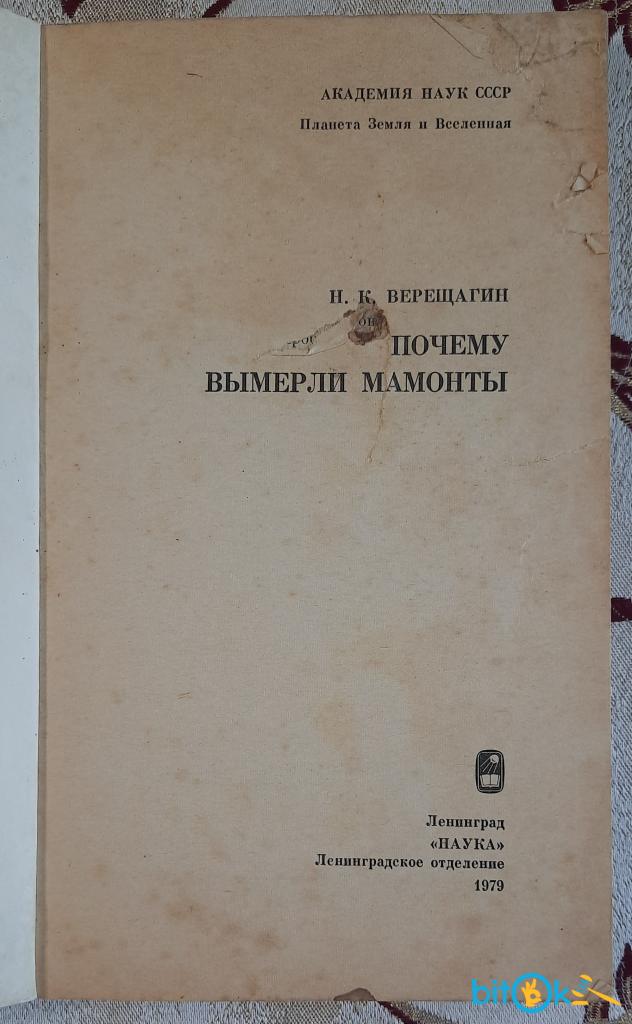 АКАДЕМИЯ НАУК СССР
Планета Земля и Вселенная
Н. К. ВЕРЕЩАГИН
ПОЧЕМУ
ВЫМЕРЛИ МАМОНТЫ
Ленинград
«НАУКА»
Ленинградское отделение
1979
bitOk